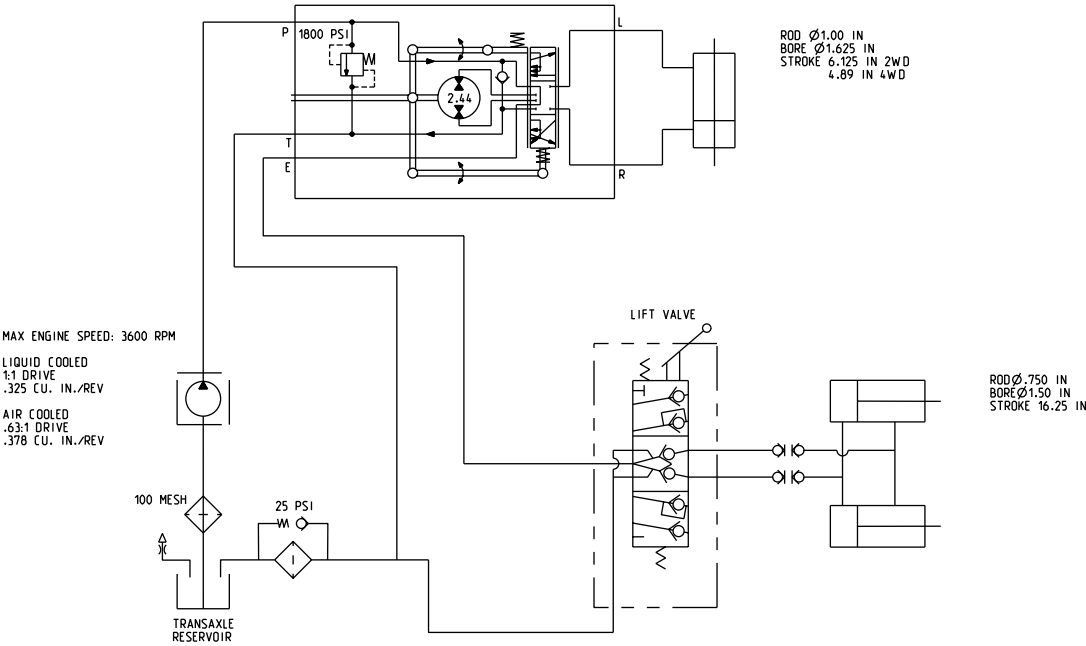 L
P
1800 PSI
2.44
T
E
R
ROD Ø1.00 IN
BORE Ø1.625 IN
STROKE 6.125 IN 2WD
4.89 IN 4WD
LIFT VALVE
MAX ENGINE SPEED: 3600 RPM
LIQUID COOLED
1:1 DRIVE
.325 CU. IN./REV
AIR COOLED
.63:1 DRIVE
.378 CU. IN./REV
RODØ.750 IN
BOREØ1.50 IN
STROKE 16.25 IN
100 MESH
25 PSI
TRANSAXLE
RESERVOIR